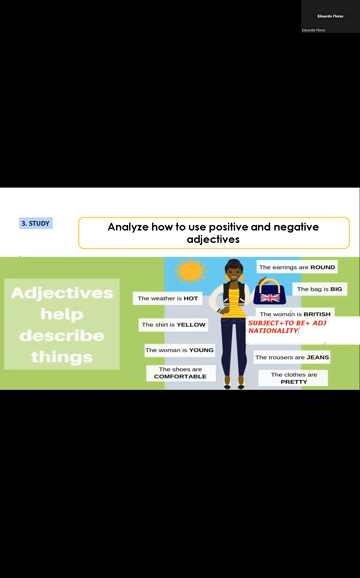 Eduardo Flores
Eduardo Flores
3. STUDY
Analyze how to use positive and negative
adjectives
Adjectives
help
describe
things
The weather is HOT
The shirt is YELLOW
The woman is YOUNG
The shoes are
COMFORTABLE
The earrings are ROUND
The bag is BIG
The woman is BRITISH
SUBJECT+TO BE+ ADJ
NATIONALITY
The trousers are JEANS
The clothes are
PRETTY